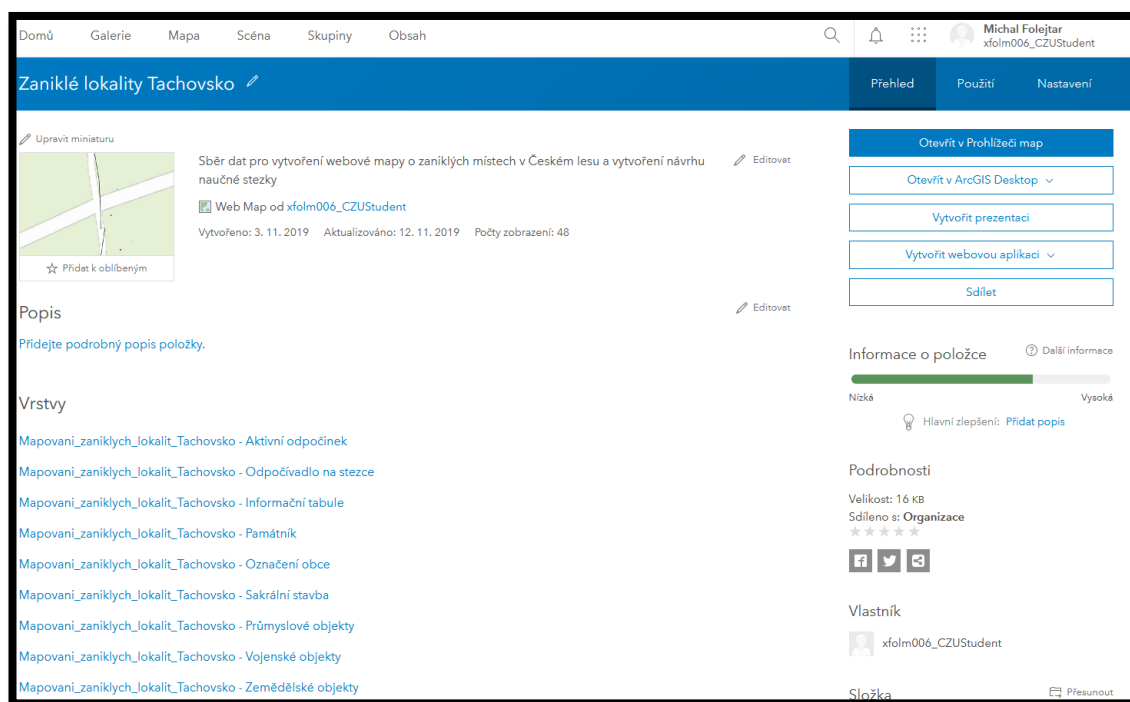 Domů Galerie Mapa Scéna Skupiny Obsah
Michal Folejtar
xfolm006_CZUStudent
Zaniklé lokality Tachovsko
Přehled Použití Nastavení
Upravit miniaturu
Přidat k oblíbeným
Sběr dat pro vytvoření webové mapy o zaniklých místech v Českém lesu a vytvoření návrhu
naučné stezky
Editovat
Web Map od xfolm006_CZUStudent
Vytvořeno: 3. 11. 2019 Aktualizováno: 12. 11. 2019 Počty zobrazení: 48
Popis
Editovat
Přidejte podrobný popis položky.
Vrstvy
Mapovani_zaniklych_lokalit_Tachovsko - Aktivní odpočinek
Mapovani_zaniklych_lokalit_Tachovsko - Odpočívadlo na stezce
Mapovani_zaniklych_lokalit_Tachovsko - Informační tabule
Mapovani_zaniklych_lokalit_Tachovsko - Památník
Mapovani_zaniklych_lokalit_Tachovsko - Označení obce
Mapovani_zaniklych_lokalit_Tachovsko - Sakrální stavba
Mapovani_zaniklych_lokalit_Tachovsko - Průmyslové objekty
Mapovani_zaniklych_lokalit_Tachovsko - Vojenské objekty
Mapovani_zaniklych_lokalit_Tachovsko - Zemědělské objekty
Otevřít v Prohlížeči map
Otevřít v ArcGIS Desktop
Vytvořit prezentaci
Vytvořit webovou aplikaci
Sdílet
Informace o položce
Další informace
Nízká Vysoká
Hlavní zlepšení: Přidat popis
Podrobnosti
Velikost: 16 KB
Sdíleno s: Organizace
Vlastník
xfolm006_CZUStudent
Složka
Přesunout